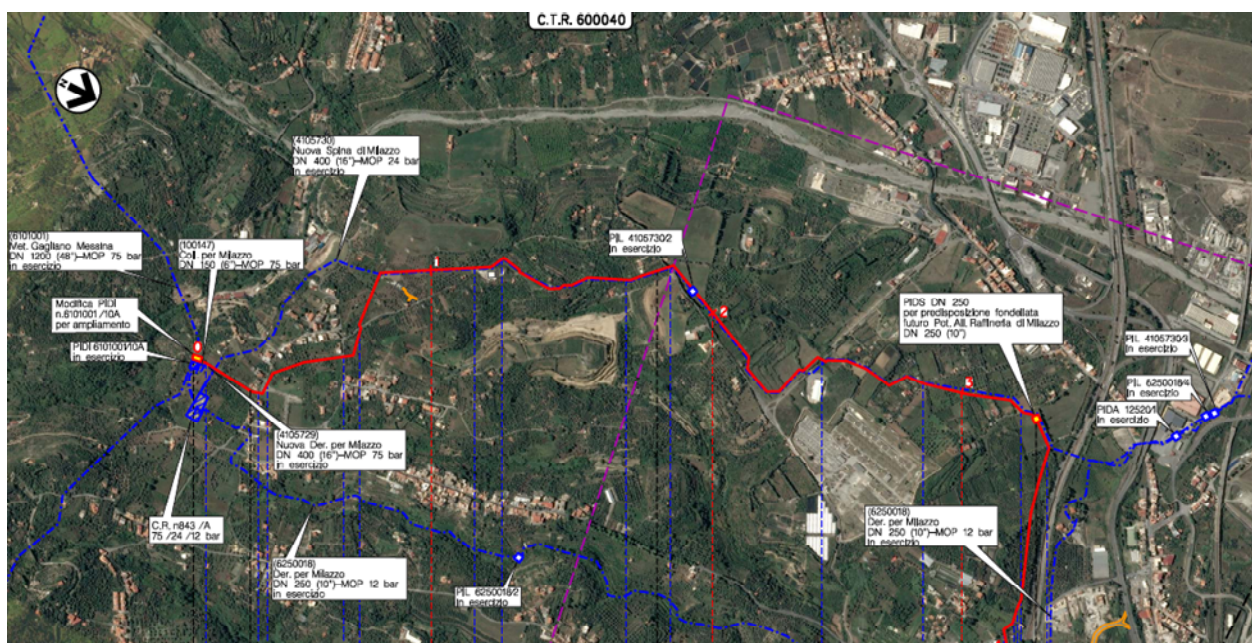 C.T.R. 600040
N
(4105730)
Nuova Spina di Milazzo
DN 400 (16")–MOP 24 bar
in esercizio
(6101001)
Met. Gagliano Messina
DN 1200 (48")–MOP 75 bar
in esercizio
(100147)
Coll. per Milazzo
DN 150 (6")–MOP 75 bar
Modifica PIDI
n.6101001 /10A
per ampliamento
PIDI 6101001/10A
in esercizio
(4105729)
Nuova Der. per Milazzo
DN 400 (16")–MOP 75 bar
in esercizio
C.R. n843 /A
75 /24 /12 bar
(6250018)
Der. per Milazzo
DN 250 (10")–MOP 12 bar
in esercizio
PIL 6250018/2
in esercizio
PIL 4105730/2
in esercizio
1
2
3
PIDS DN 250
per predisposizione fondellata
futuro Pot. All. Raffineria di Milazzo
DN 250 (10")
PIL 4105730/3
in esercizio
PIL 6250018/4
in esercizio
PIDA 12520/1
in esercizio
(6250018)
Der. per Milazzo
DN 250 (10")–MOP 12 bar
in esercizio